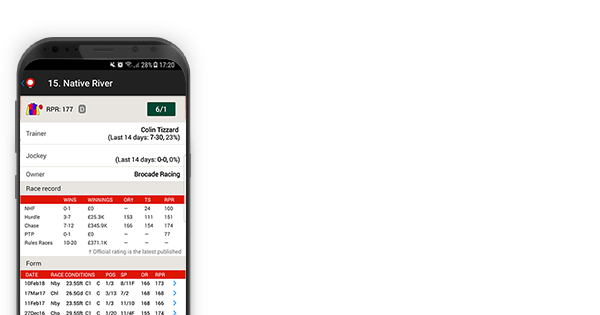 28% 17:20
15. Native River
RPR: 177 D 6/1
Trainer Colin Tizzard
(Last 14 days: 7-30, 23%)
Jockey
(Last 14 days: 0-0, 0%)
Owner Brocade Racing
Race record
WINS WINNINGS OR† TS RPR
NHF 0-1 £0 – 24 100
Hurdle 3-7 £25.3K 153 111 151
Chase 7-12 £345.9K 166 154 174
PTP 0-1 £0 – – 77
Rules Races 10-20 £371.1K
† Official rating is the latest published
Form
DATE RACE CONDITIONS POS SP OR RPR
10Feb18 Nby 23.5Sft C1 C 1/3 8/11F 166 173
17Mar17 Chl 26.5Gd C1 C 3/13 7/2 168 168
11Feb17 Nby 23.5Sft C1 C 1/3 11/10 166 166
27Dec16 Chp 29.5Sft C1 C 1/20 11/4F 155 174